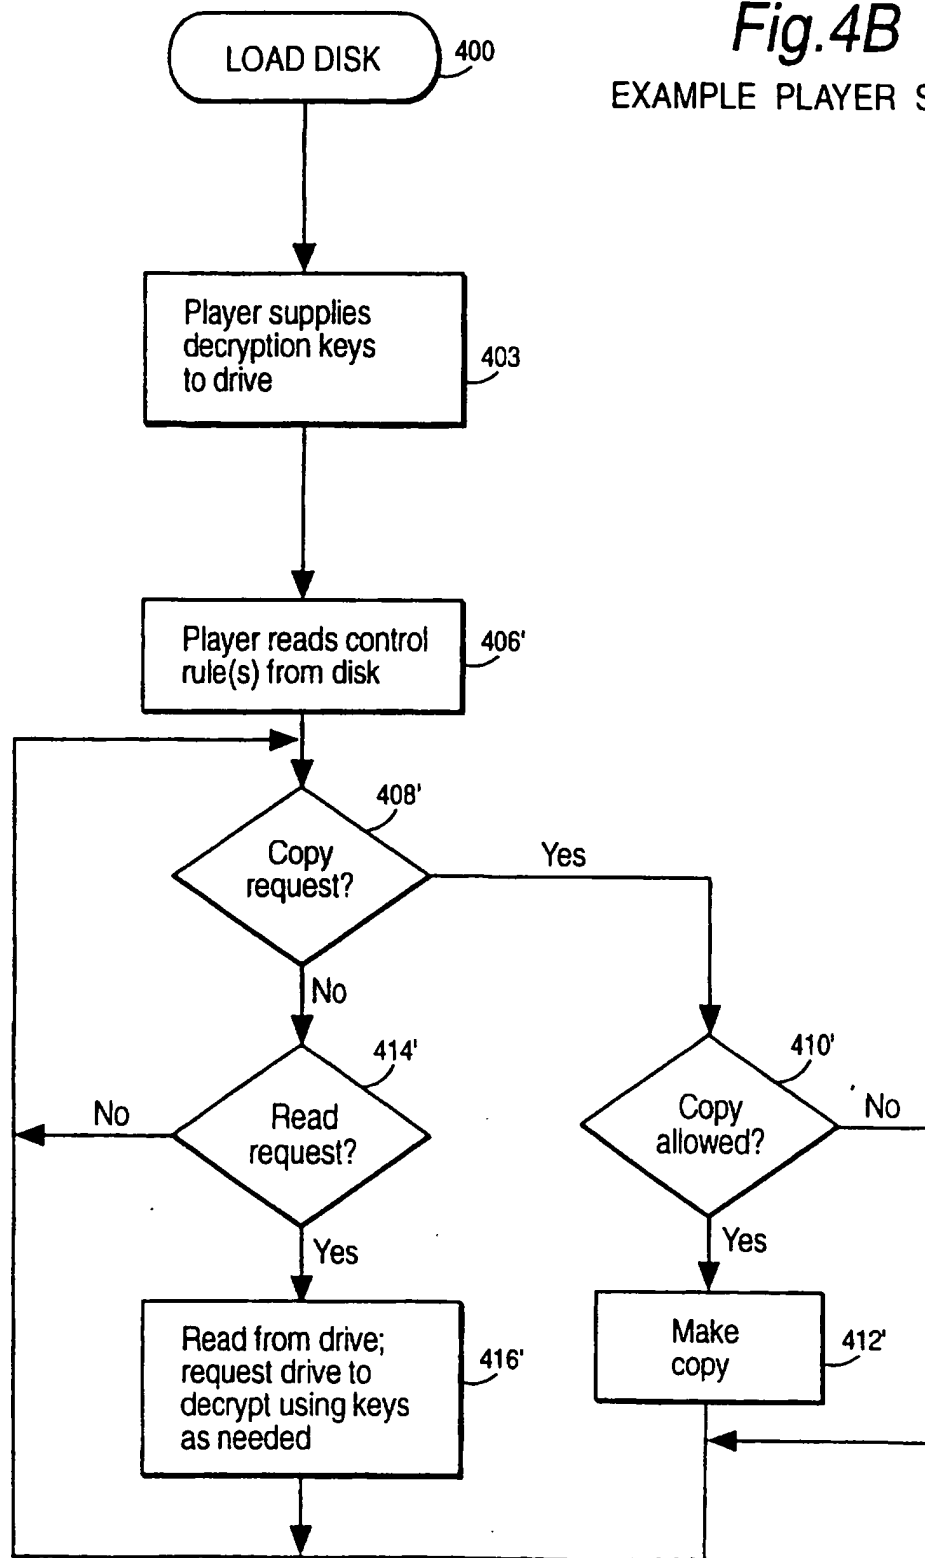 Fig.4B
EXAMPLE PLAYER
LOAD DISK
400
Player supplies
decryption keys
to drive
403
Player reads control
rule(s) from disk
406'
408'
Copy
request?
Yes
No
414'
Read
request?
No
410'
Copy
allowed?
No
Yes
Yes
Read from drive;
request drive to
decrypt using keys
as needed
416'
Make
copy
412'